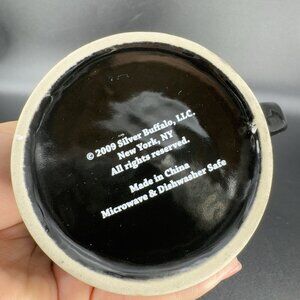 © 2009 Silver Buffalo, LLC.
New York, NY
All rights reserved.
Made in China
Microwave & Dishwasher Safe